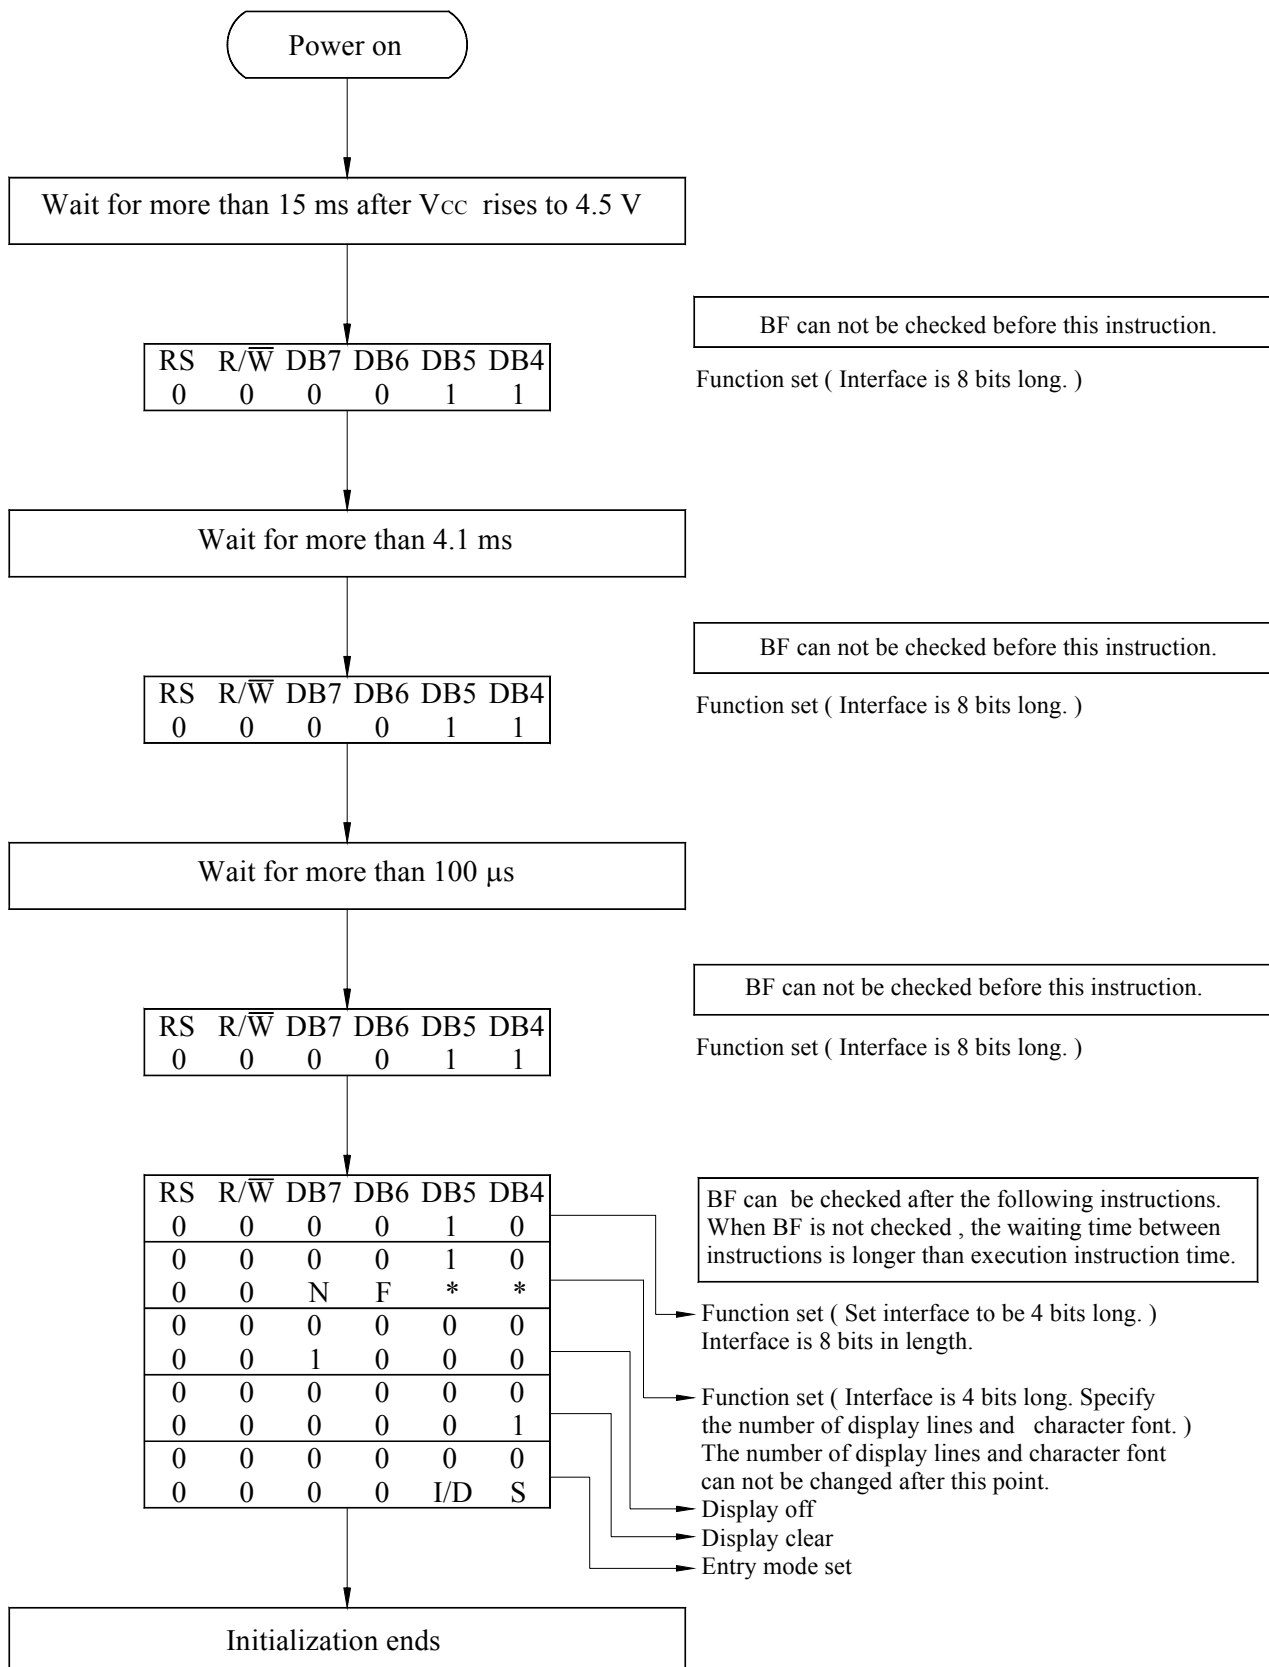 Power on
Wait for more than 15 ms after VCC rises to 4.5 V
BF can not be checked before this instruction.
RS R/W̅ DB7 DB6 DB5 DB4
0 0 0 0 1 1
Function set ( Interface is 8 bits long. )
Wait for more than 4.1 ms
BF can not be checked before this instruction.
RS R/W̅ DB7 DB6 DB5 DB4
0 0 0 0 1 1
Function set ( Interface is 8 bits long. )
Wait for more than 100 μs
BF can not be checked before this instruction.
RS R/W̅ DB7 DB6 DB5 DB4
0 0 0 0 1 1
Function set ( Interface is 8 bits long. )
RS R/W̅ DB7 DB6 DB5 DB4
0 0 0 0 1 0
0 0 0 0 1 0
0 0 N F * *
0 0 0 0 0 0
0 0 1 0 0 0
0 0 0 0 0 0
0 0 0 0 0 1
0 0 0 0 0 0
0 0 0 0 I/D S
BF can be checked after the following instructions.
When BF is not checked , the waiting time between
instructions is longer than execution instruction time.
Function set ( Set interface to be 4 bits long. )
Interface is 8 bits in length.
Function set ( Interface is 4 bits long. Specify
the number of display lines and character font. )
The number of display lines and character font
can not be changed after this point.
Display off
Display clear
Entry mode set
Initialization ends